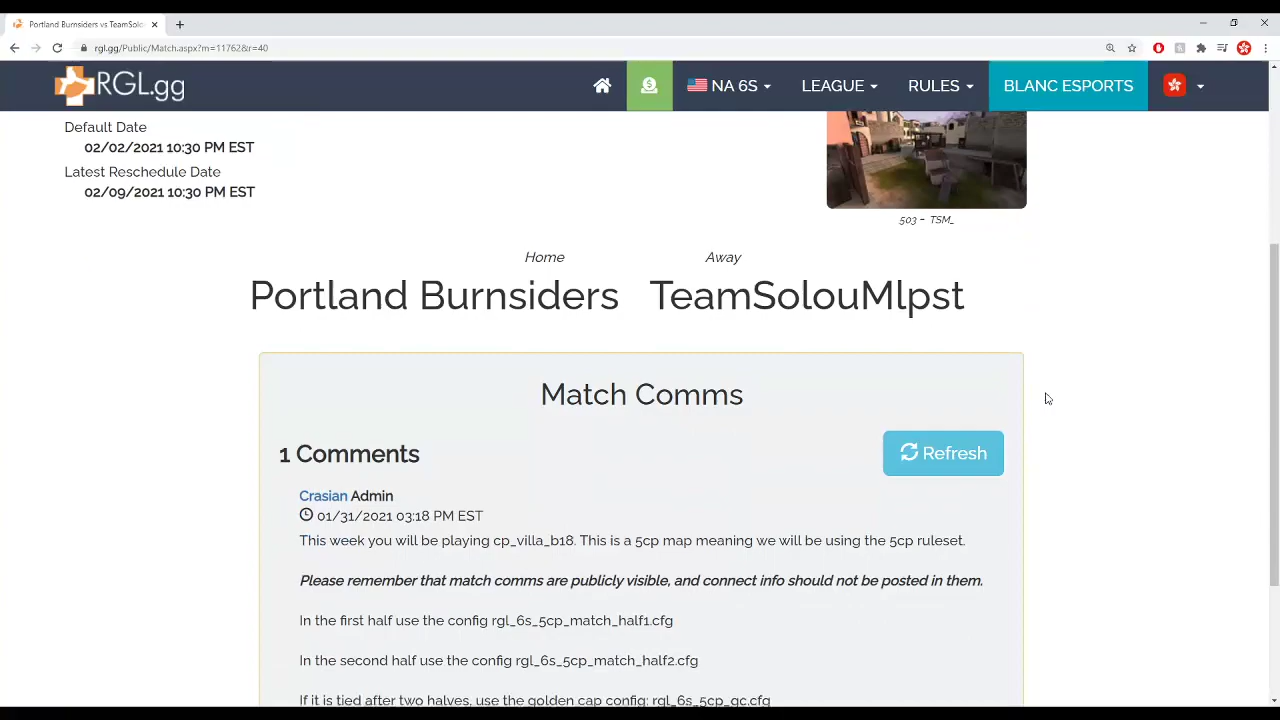 Portland Burnsiders vs TeamSolou
rgl.gg/Public/Match.aspx?m=11762&r=40
RGL.gg
NA 6S
LEAGUE
RULES
BLANC ESPORTS
Default Date
02/02/2021 10:30 PM EST
Latest Reschedule Date
02/09/2021 10:30 PM EST
503 - TSM_
Home Away
Portland Burnsiders TeamSolouMlpst
Match Comms
1 Comments
Refresh
Crasian Admin
01/31/2021 03:18 PM EST
This week you will be playing cp_villa_b18. This is a 5cp map meaning we will be using the 5cp ruleset.
Please remember that match comms are publicly visible, and connect info should not be posted in them.
In the first half use the config rgl_6s_5cp_match_half1.cfg
In the second half use the config rgl_6s_5cp_match_half2.cfg
If it is tied after two halves, use the golden cap config: rgl_6s_5cp_gc.cfg